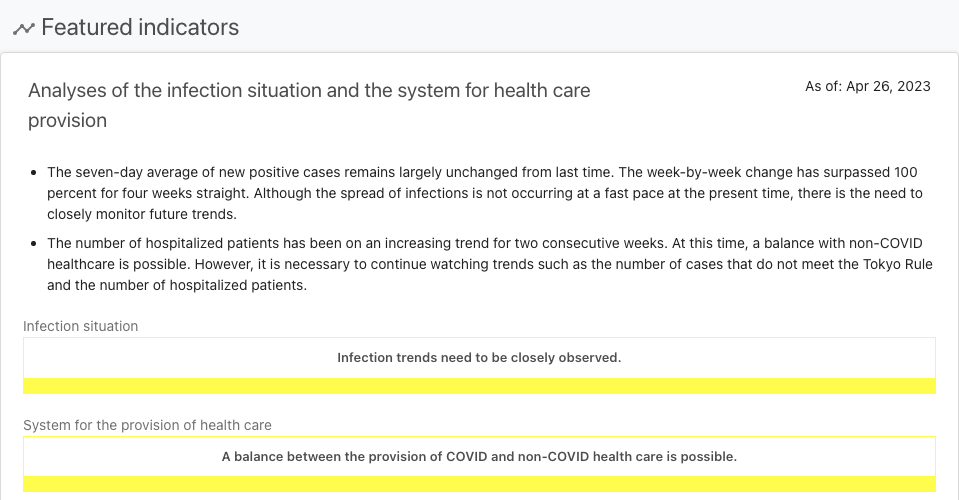 Featured indicators
Analyses of the infection situation and the system for health care
provision
As of: Apr 26, 2023
The seven-day average of new positive cases remains largely unchanged from last time. The week-by-week change has surpassed 100
percent for four weeks straight. Although the spread of infections is not occurring at a fast pace at the present time, there is the need to
closely monitor future trends.
The number of hospitalized patients has been on an increasing trend for two consecutive weeks. At this time, a balance with non-COVID
healthcare is possible. However, it is necessary to continue watching trends such as the number of cases that do not meet the Tokyo Rule
and the number of hospitalized patients.
Infection situation
Infection trends need to be closely observed.
System for the provision of health care
A balance between the provision of COVID and non-COVID health care is possible.